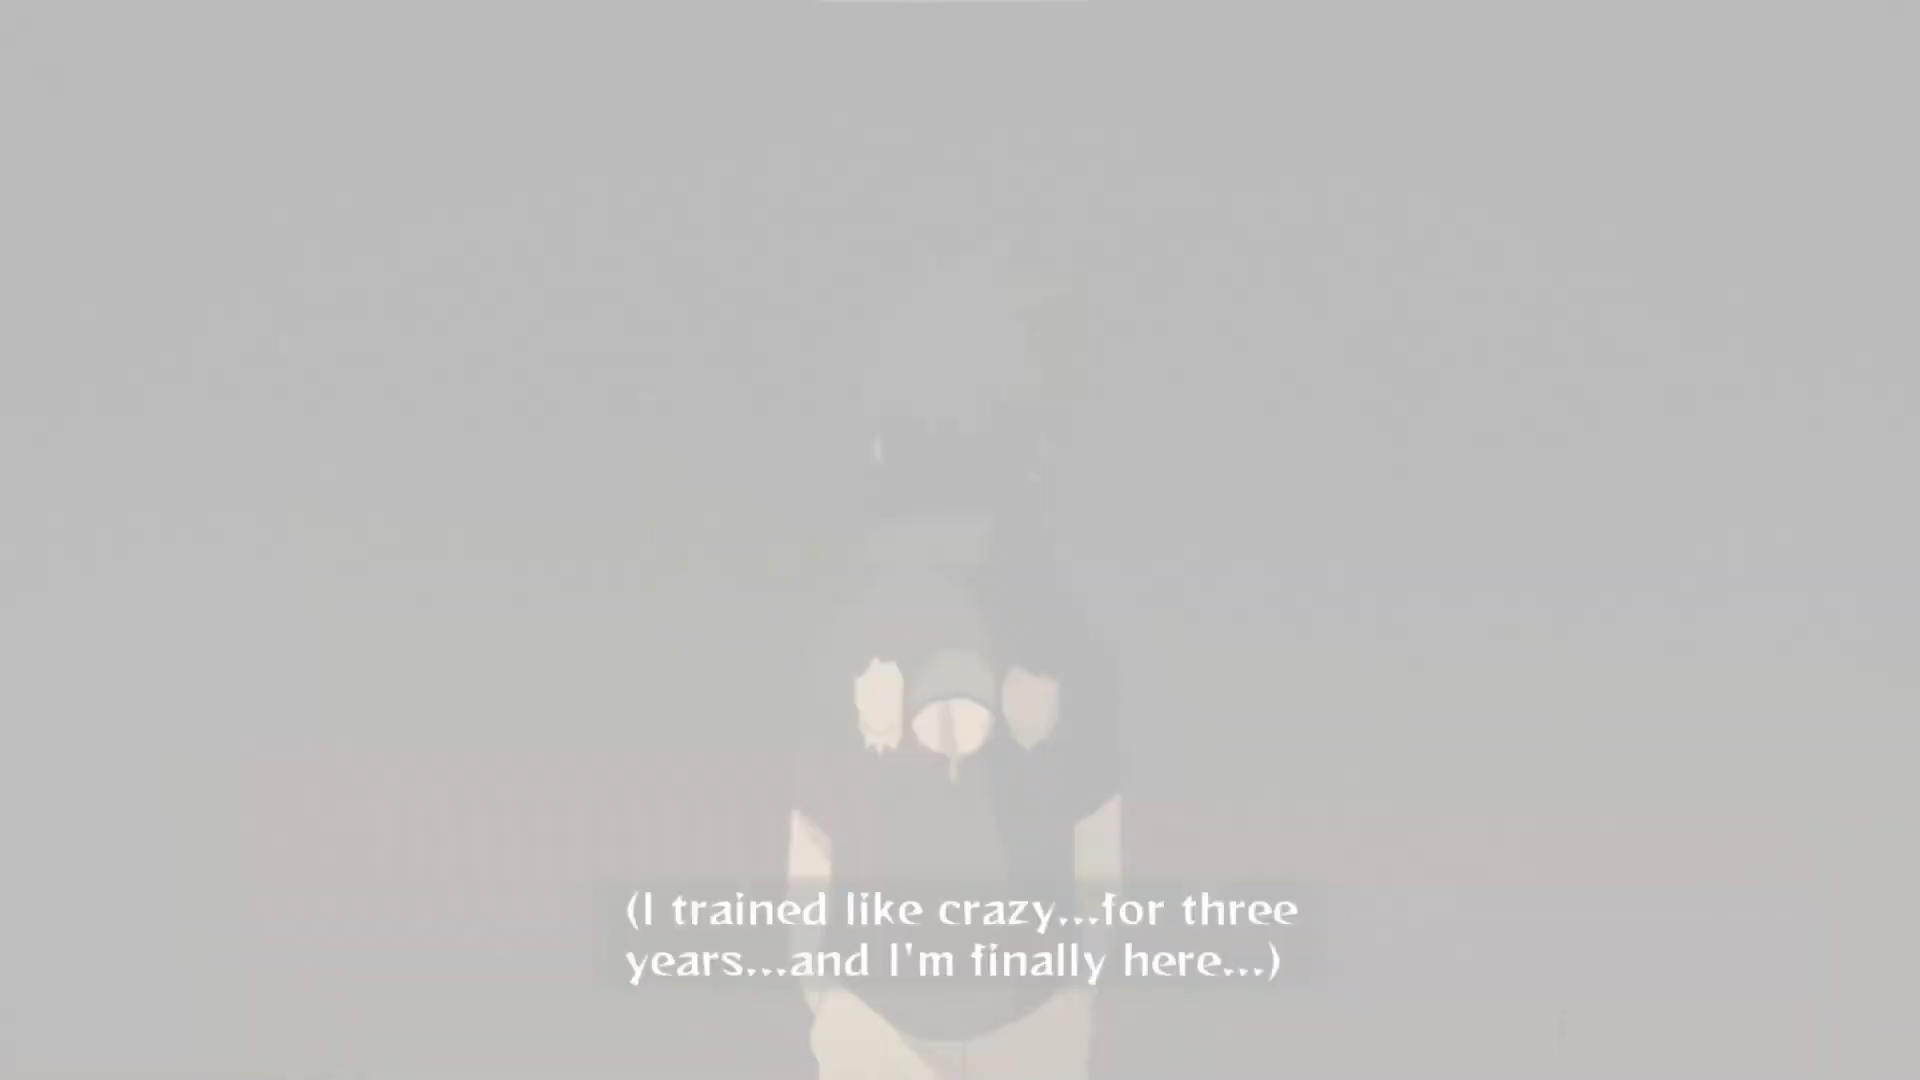 (I trained like crazy...for three
years...and I'm finally here...)